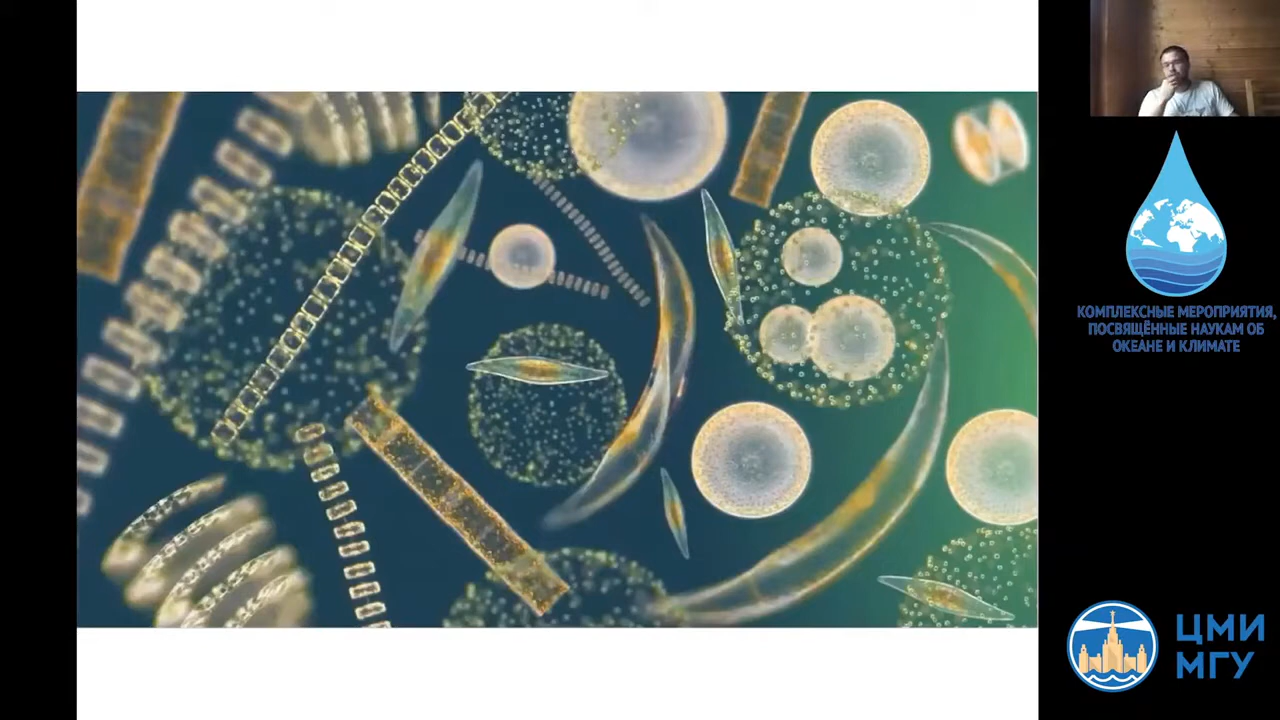 КОМПЛЕКСНЫЕ МЕРОПРИЯТИЯ,
ПОСВЯЩЁННЫЕ НАУКАМ ОБ
ОКЕАНЕ И КЛИМАТЕ
ЦМИ
МГУ